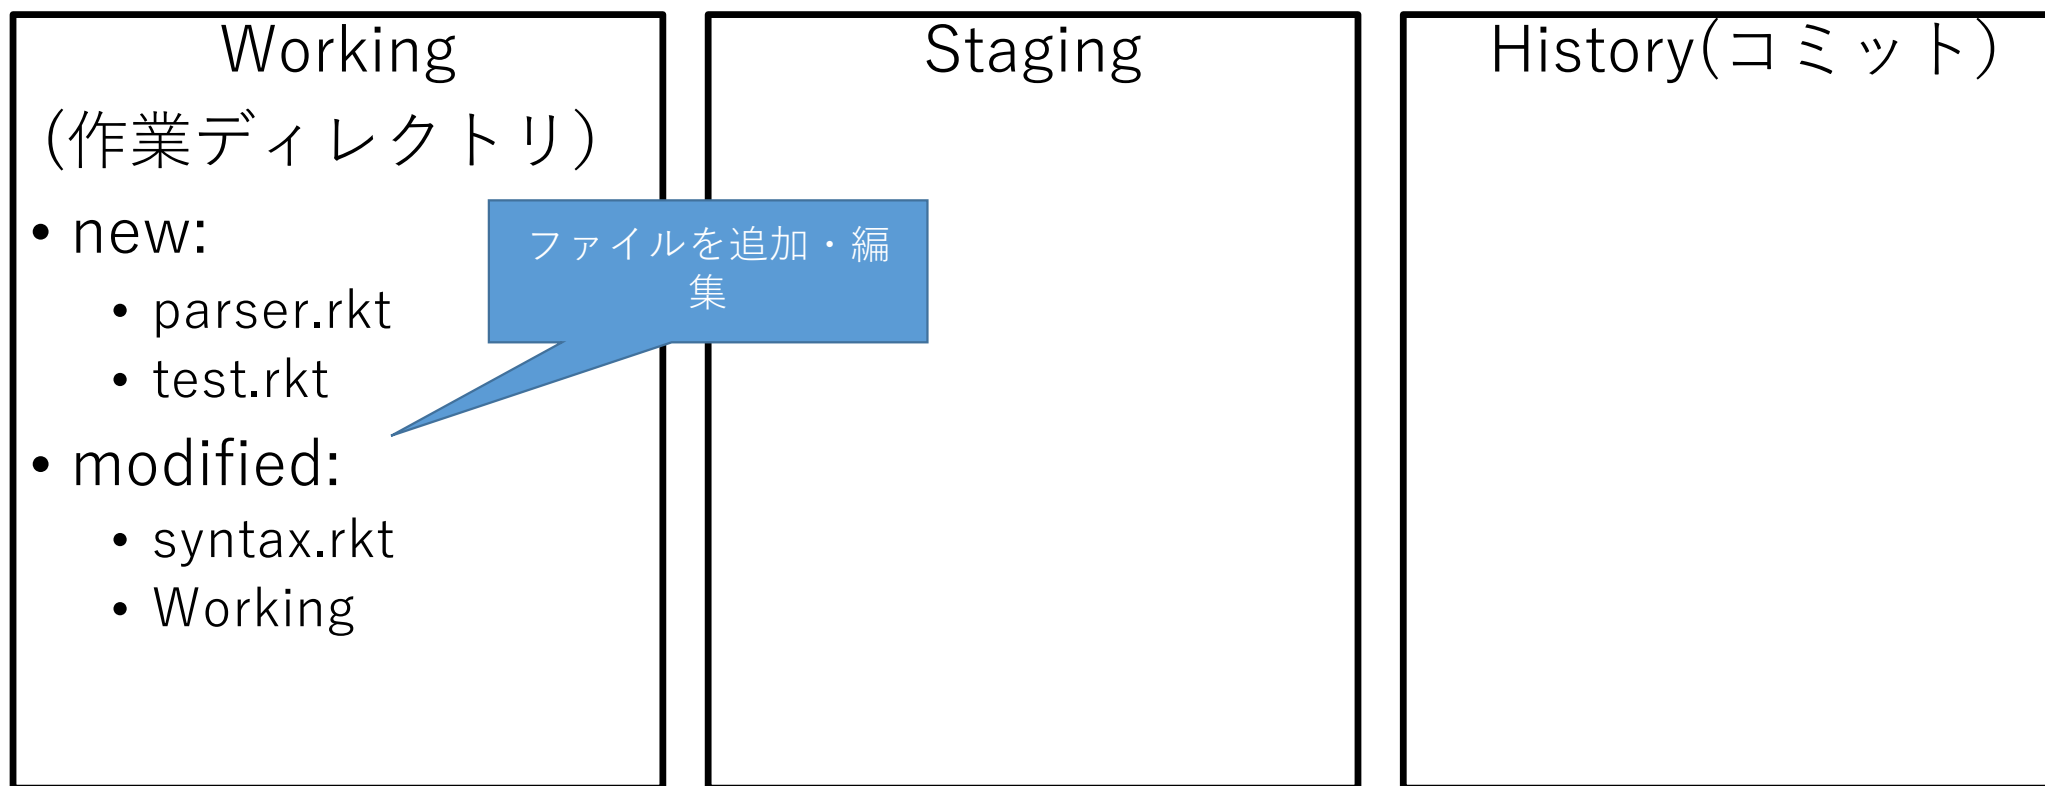 Working
(作業ディレクトリ)
• new:
• parser.rkt
• test.rkt
• modified:
• syntax.rkt
• Working
ファイルを追加・編
集
Staging
History(コミット)